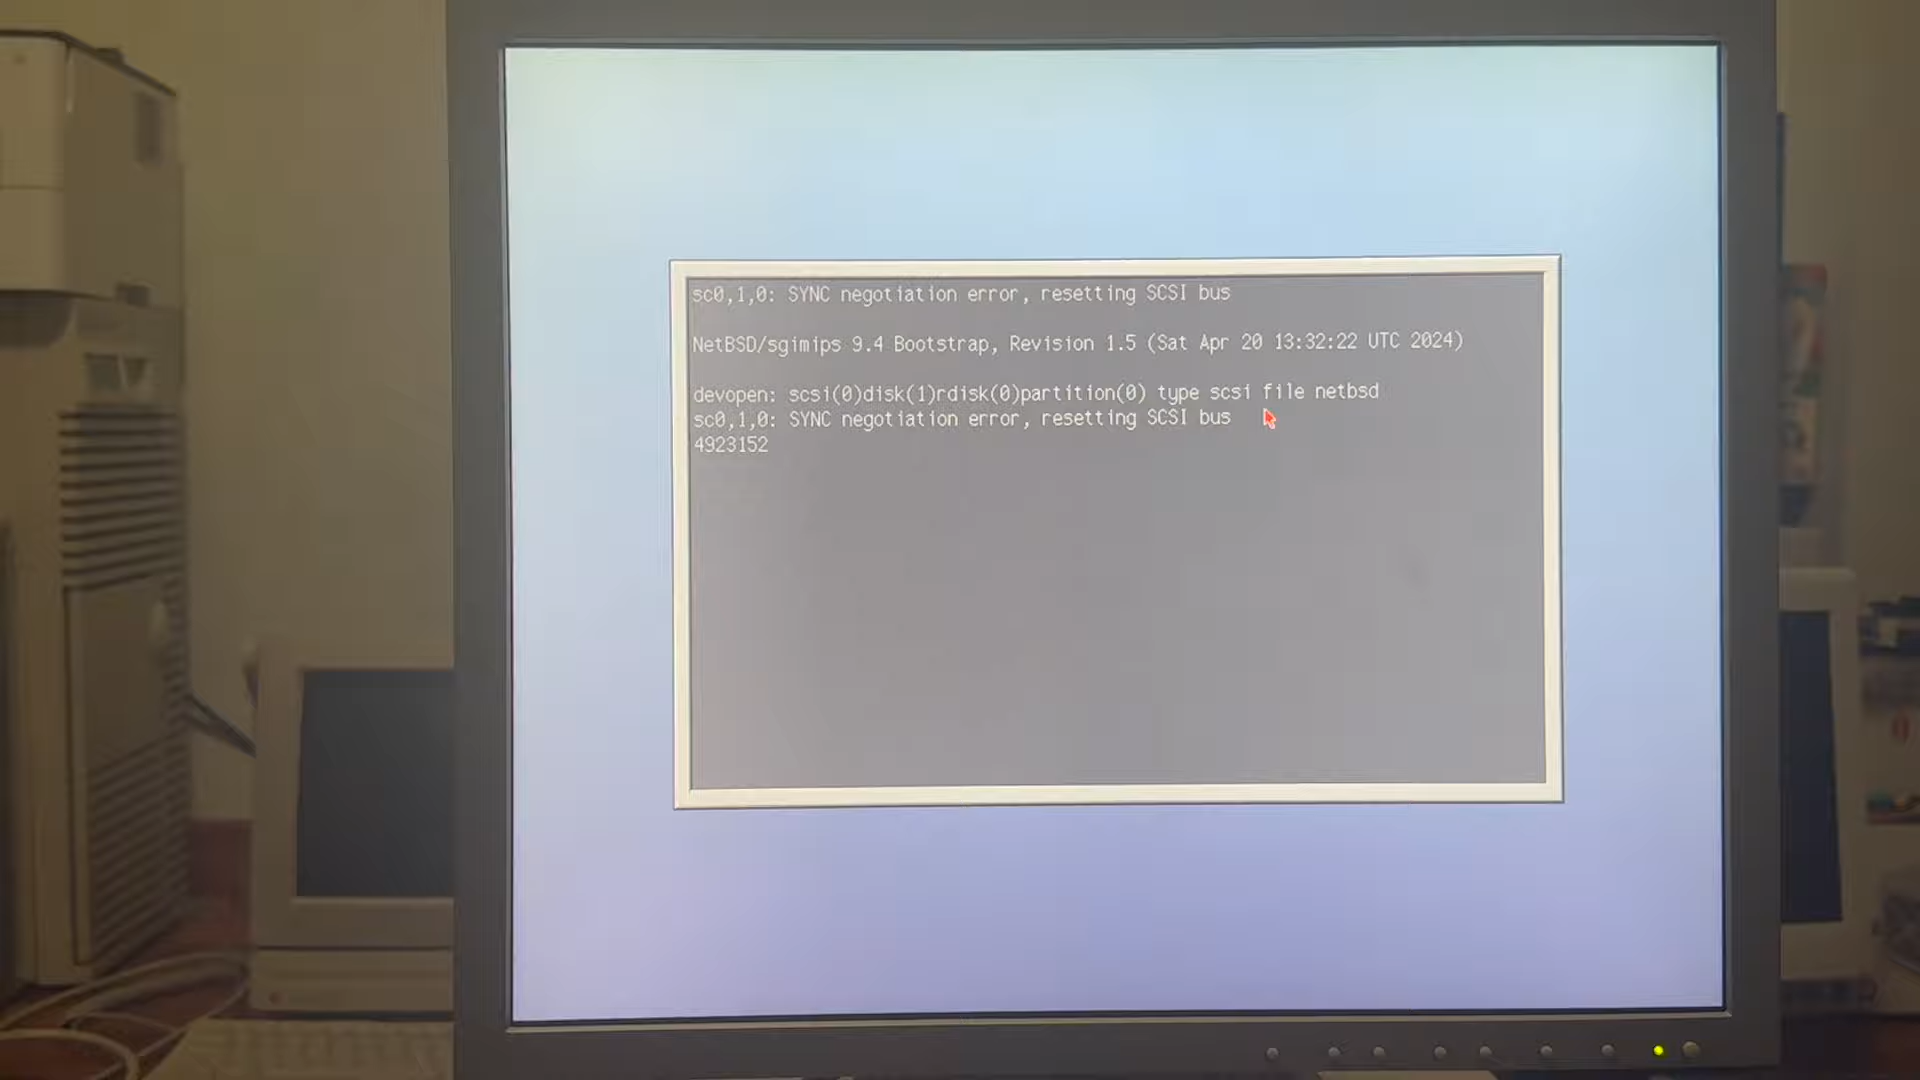 sc0,1,0: SYNC negotiation error, resetting SCSI bus
NetBSD/sgimips 9.4 Bootstrap, Revision 1.5 (Sat Apr 20 13:32:22 UTC 2024)
devopen: scsi(0)disk(1)rdisk(0)partition(0) type scsi file netbsd
sc0,1,0: SYNC negotiation error, resetting SCSI bus
4923152